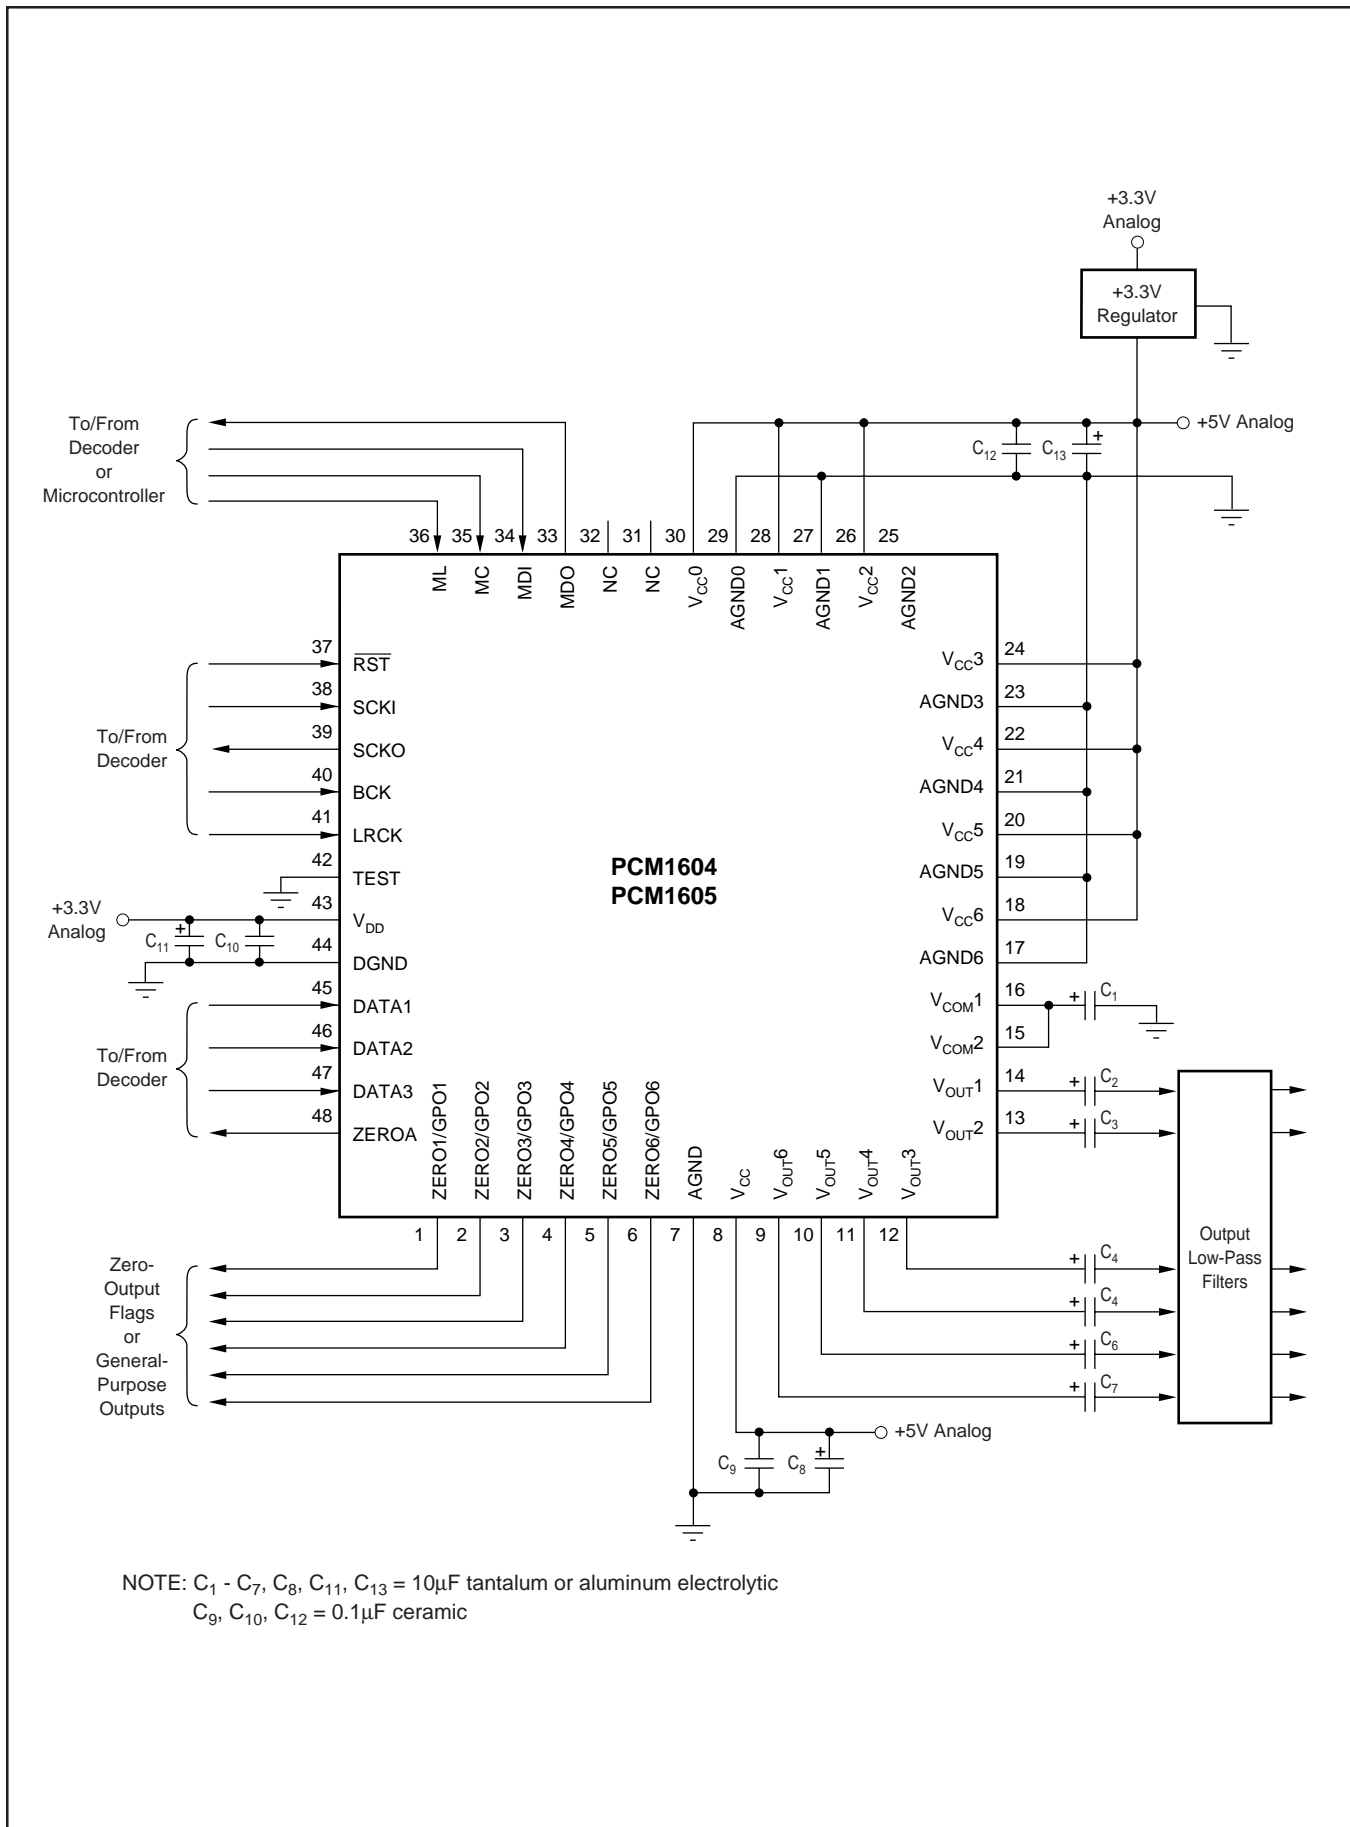 +3.3V
Analog
+3.3V
Regulator
To/From
Decoder
or
Microcontroller
+5V Analog
C12
C13
+
36 35 34 33 32 31 30 29 28 27 26 25
ML
MC
MDI
MDO
NC
NC
VCC0
AGND0
VCC1
AGND1
VCC2
AGND2
To/From
Decoder
37
RST
38
SCKI
39
SCKO
40
BCK
41
LRCK
42
TEST
+3.3V
Analog
43
VDD
C11
+
C10
44
DGND
To/From
Decoder
45
DATA1
46
DATA2
47
DATA3
48
ZEROA
PCM1604
PCM1605
VCC3
24
AGND3
23
VCC4
22
AGND4
21
VCC5
20
AGND5
19
VCC6
18
AGND6
17
VCOM1
16
+
C1
VCOM2
15
VOUT1
14
+
C2
VOUT2
13
+
C3
ZERO1/GPO1
ZERO2/GPO2
ZERO3/GPO3
ZERO4/GPO4
ZERO5/GPO5
ZERO6/GPO6
AGND
VCC
VOUT6
VOUT5
VOUT4
VOUT3
1 2 3 4 5 6 7 8 9 10 11 12
Zero-
Output
Flags
or
General-
Purpose
Outputs
+
C4
+
C4
+
C6
+
C7
Output
Low-Pass
Filters
+5V Analog
C9
C8
+
NOTE: C1 - C7, C8, C11, C13 = 10µF tantalum or aluminum electrolytic
C9, C10, C12 = 0.1µF ceramic